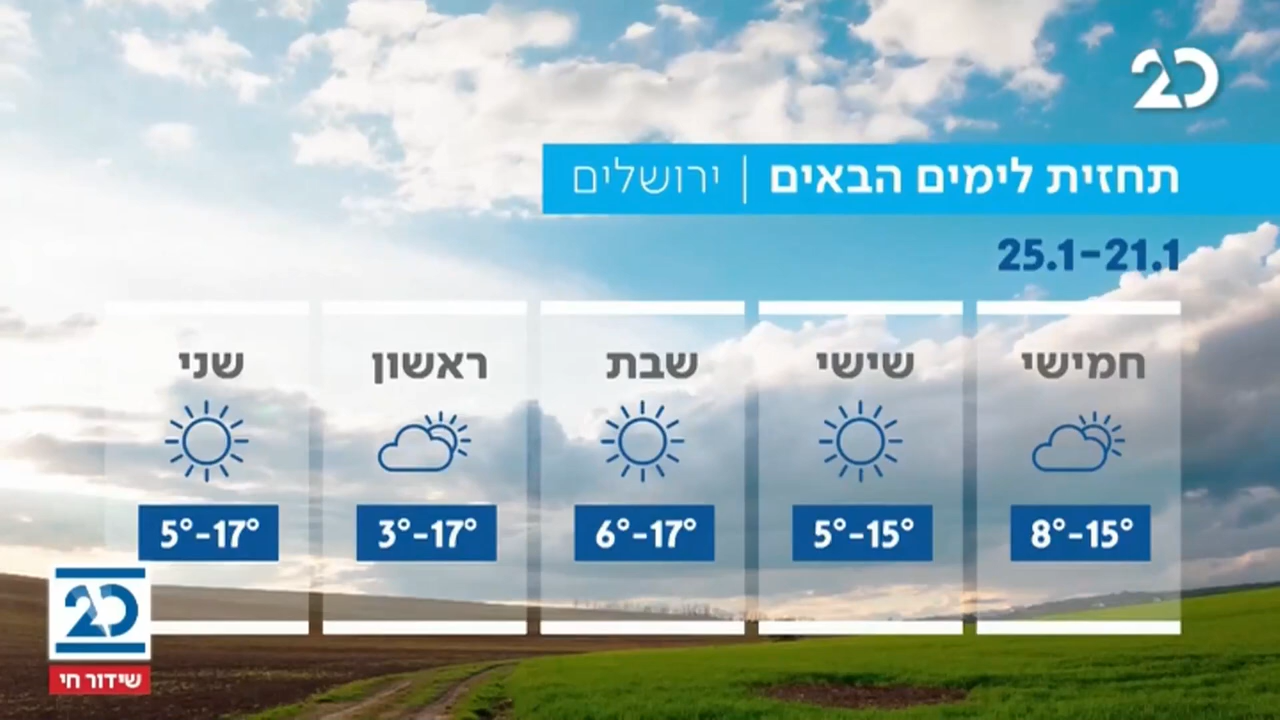 20
תחזית לימים הבאים | ירושלים
25.1-21.1
חמישי שישי שבת ראשון שני
8°-15° 5°-15° 6°-17° 3°-17° 5°-17°
20
שידור חי